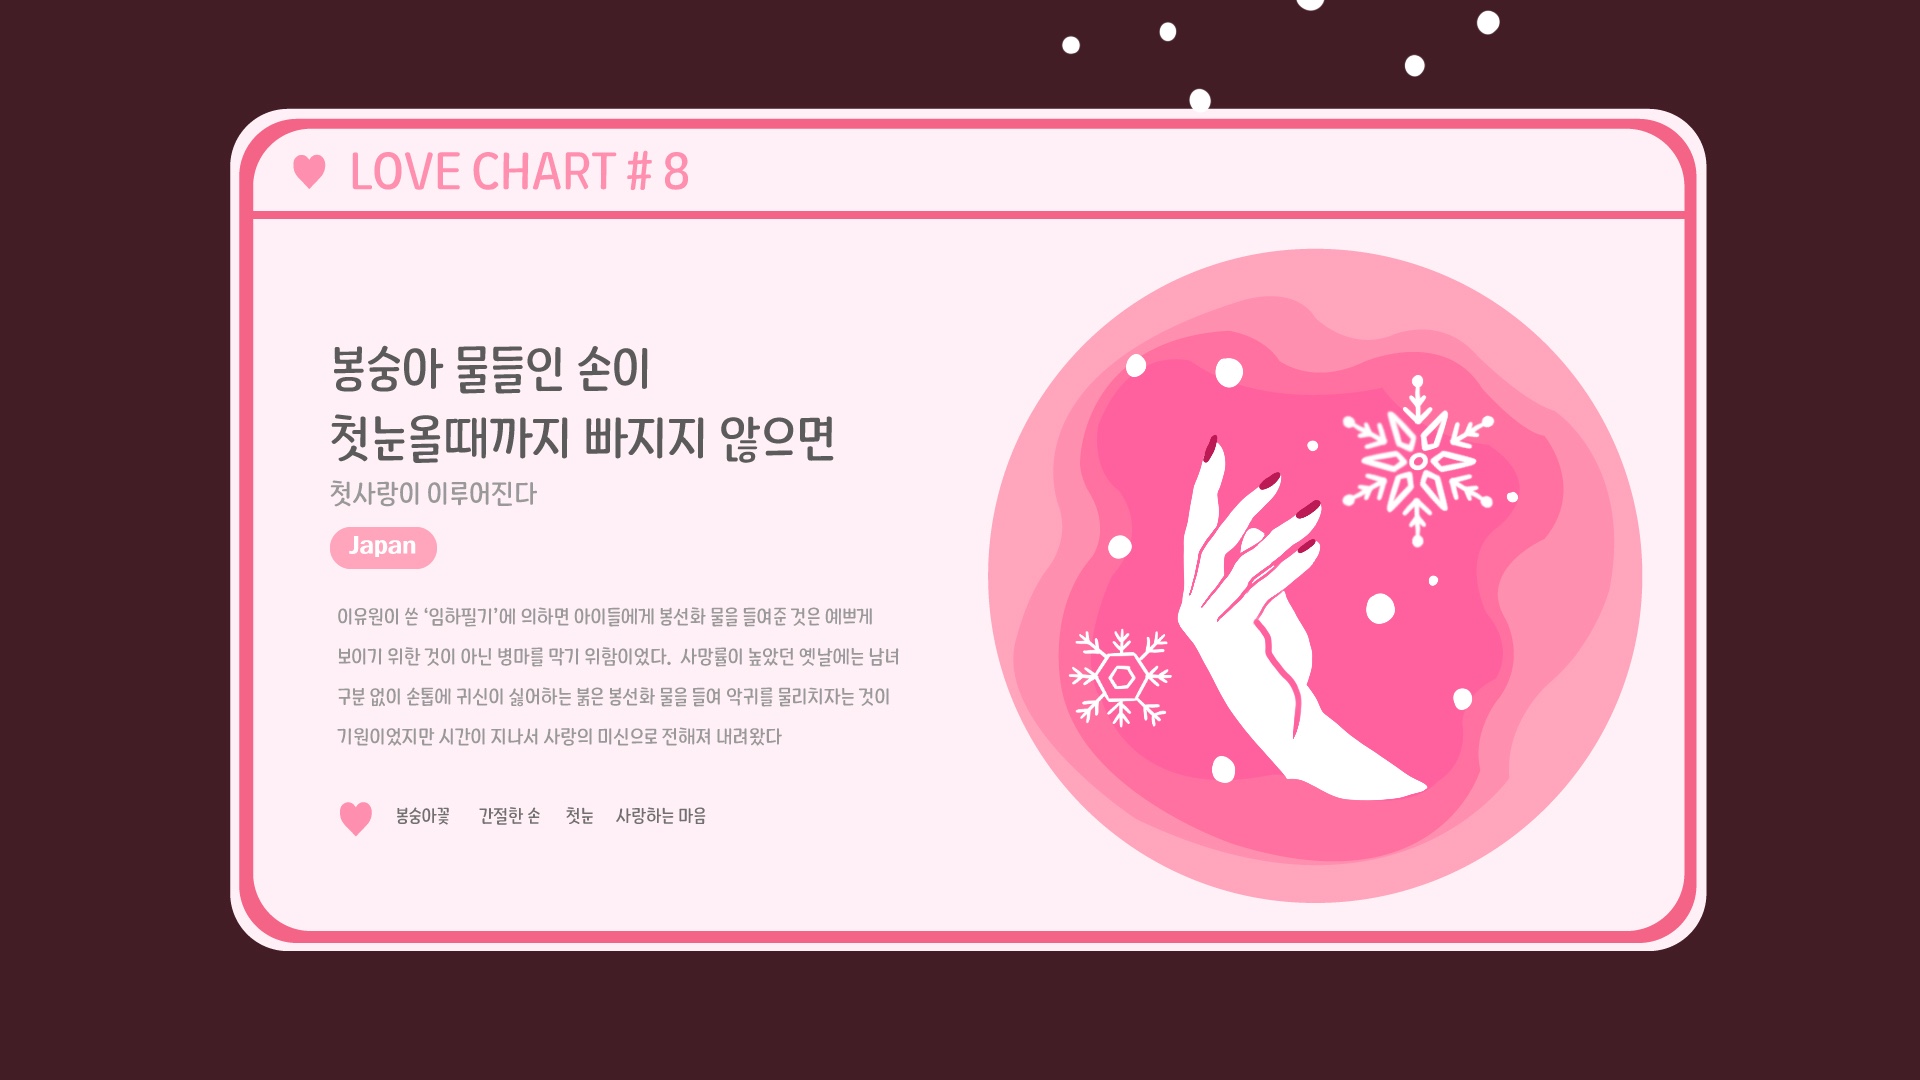 LOVE CHART # 8
봉숭아 물들인 손이
첫눈올때까지 빠지지 않으면
첫사랑이 이루어진다
Japan
이유원이 쓴 ‘임하필기’에 의하면 아이들에게 봉선화 물을 들여준 것은 예쁘게
보이기 위한 것이 아닌 병마를 막기 위함이었다. 사망률이 높았던 옛날에는 남녀
구분 없이 손톱에 귀신이 싫어하는 붉은 봉선화 물을 들여 악귀를 물리치자는 것이
기원이었지만 시간이 지나서 사랑의 미신으로 전해져 내려왔다
봉숭아꽃 간절한 손 첫눈 사랑하는 마음